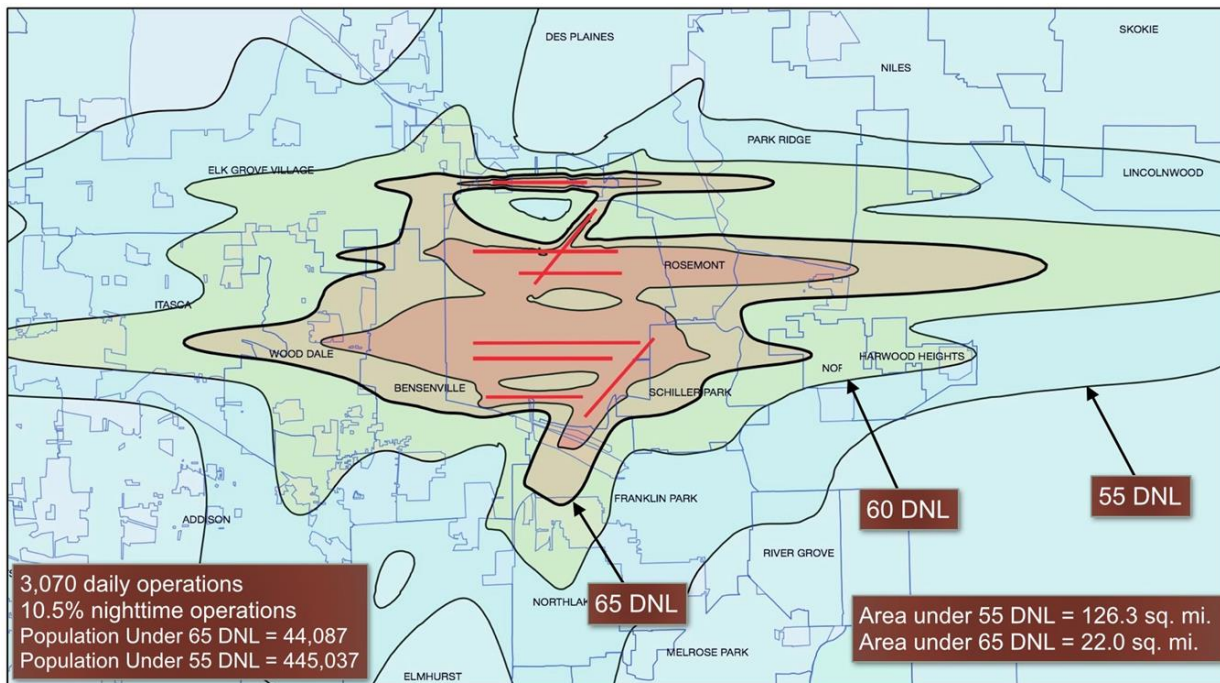 DES PLAINES
SKOKIE
NILES
PARK RIDGE
ELK GROVE VILLAGE
LINCOLNWOOD
ROSEMONT
ITASCA
WOOD DALE
HARWOOD HEIGHTS
NOR
BENSENVILLE
SCHILLER PARK
60 DNL
55 DNL
FRANKLIN PARK
ADDISON
RIVER GROVE
65 DNL
NORTHLAK
MELROSE PARK
ELMHURST
3,070 daily operations
10.5% nighttime operations
Population Under 65 DNL = 44,087
Population Under 55 DNL = 445,037
Area under 55 DNL = 126.3 sq. mi.
Area under 65 DNL = 22.0 sq. mi.